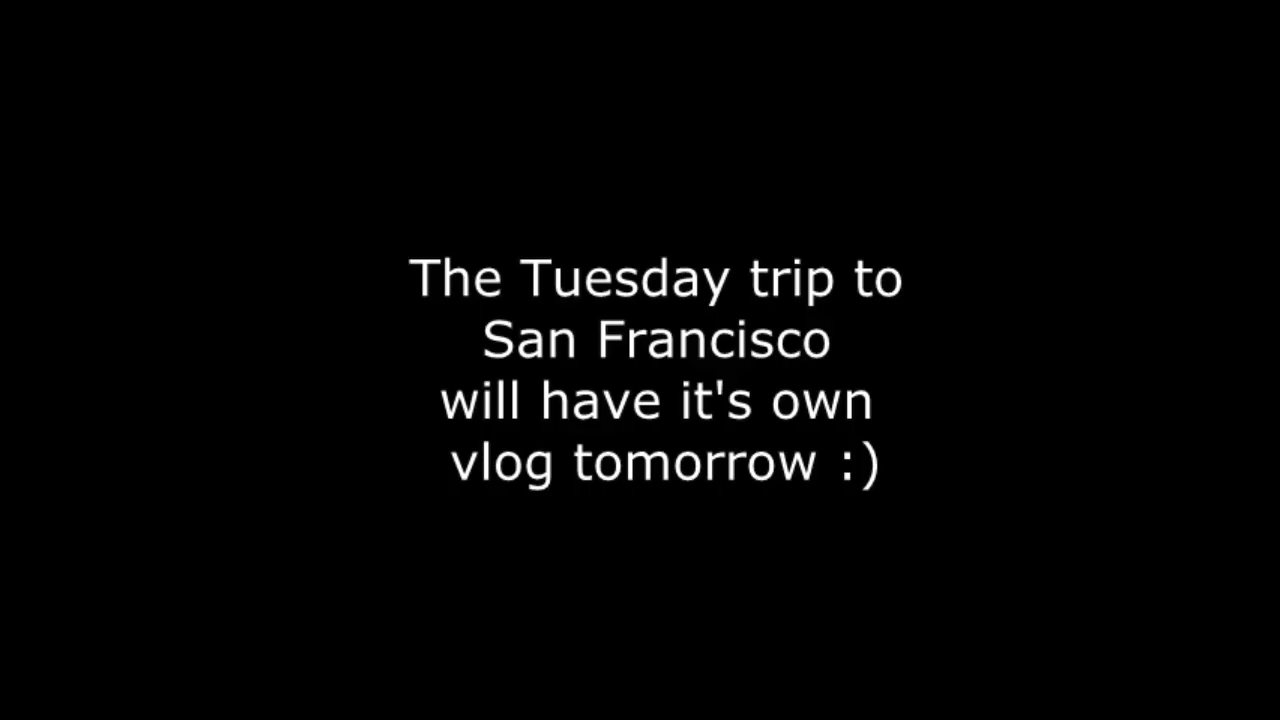 The Tuesday trip to
San Francisco
will have it's own
vlog tomorrow :)